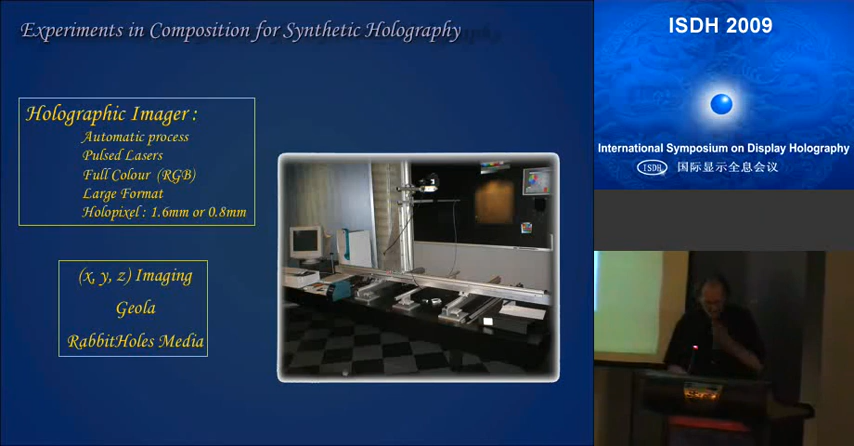 Experiments in Composition for Synthetic Holography
Holographic Imager :
Automatic process
Pulsed Lasers
Full Colour (RGB)
Large Format
Holopixel : 1.6mm or 0.8mm
(x, y, z) Imaging
Geola
RabbitHoles Media
ISDH 2009
International Symposium on Display Holography
ISDH 国际显示全息会议